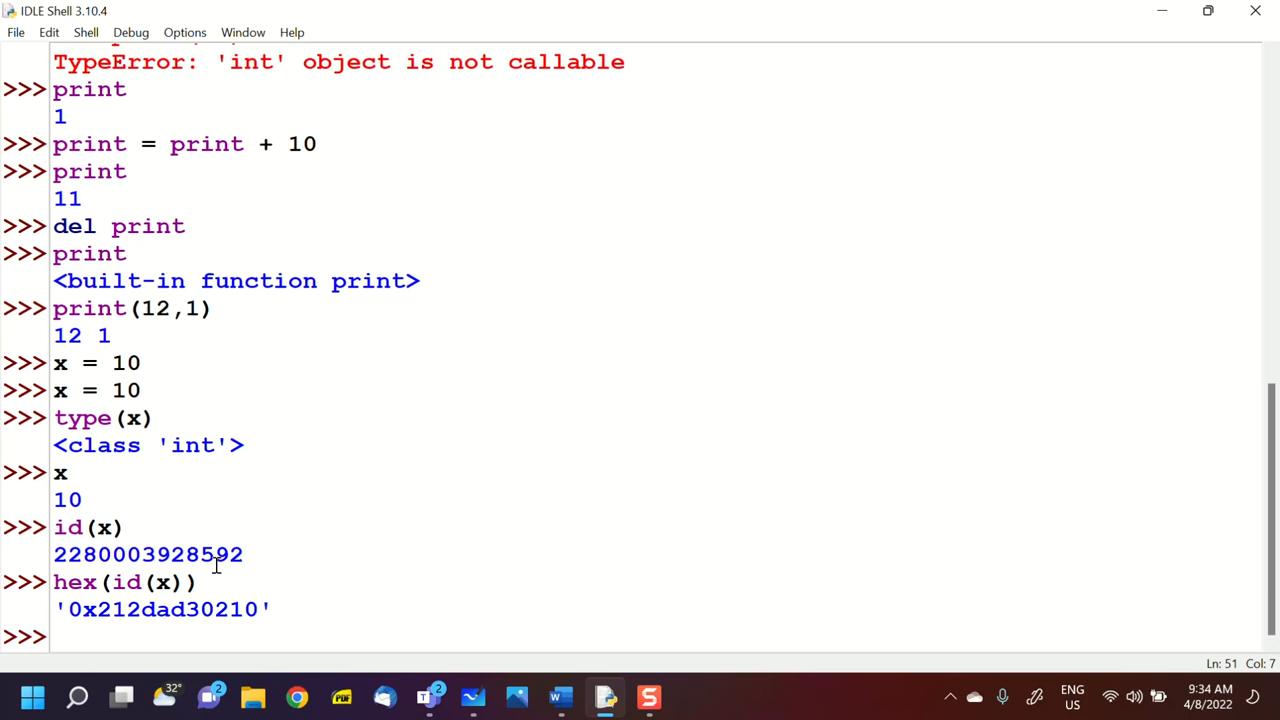 IDLE Shell 3.10.4
File Edit Shell Debug Options Window Help
TypeError: 'int' object is not callable
>>> print
1
>>> print = print + 10
>>> print
11
>>> del print
>>> print
<built-in function print>
>>> print(12,1)
12 1
>>> x = 10
>>> x = 10
>>> type(x)
<class 'int'>
>>> x
10
>>> id(x)
2280003928592
>>> hex(id(x))
'0x212dad30210'
>>>
Ln: 51 Col: 7
32° 2 PDF 2 W S ENG 9:34 AM
US 4/8/2022